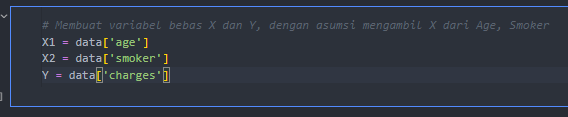 # Membuat variabel bebas X dan Y, dengan asumsi mengambil X dari Age, Smoker
X1 = data['age']
X2 = data['smoker']
Y = data['charges']
]